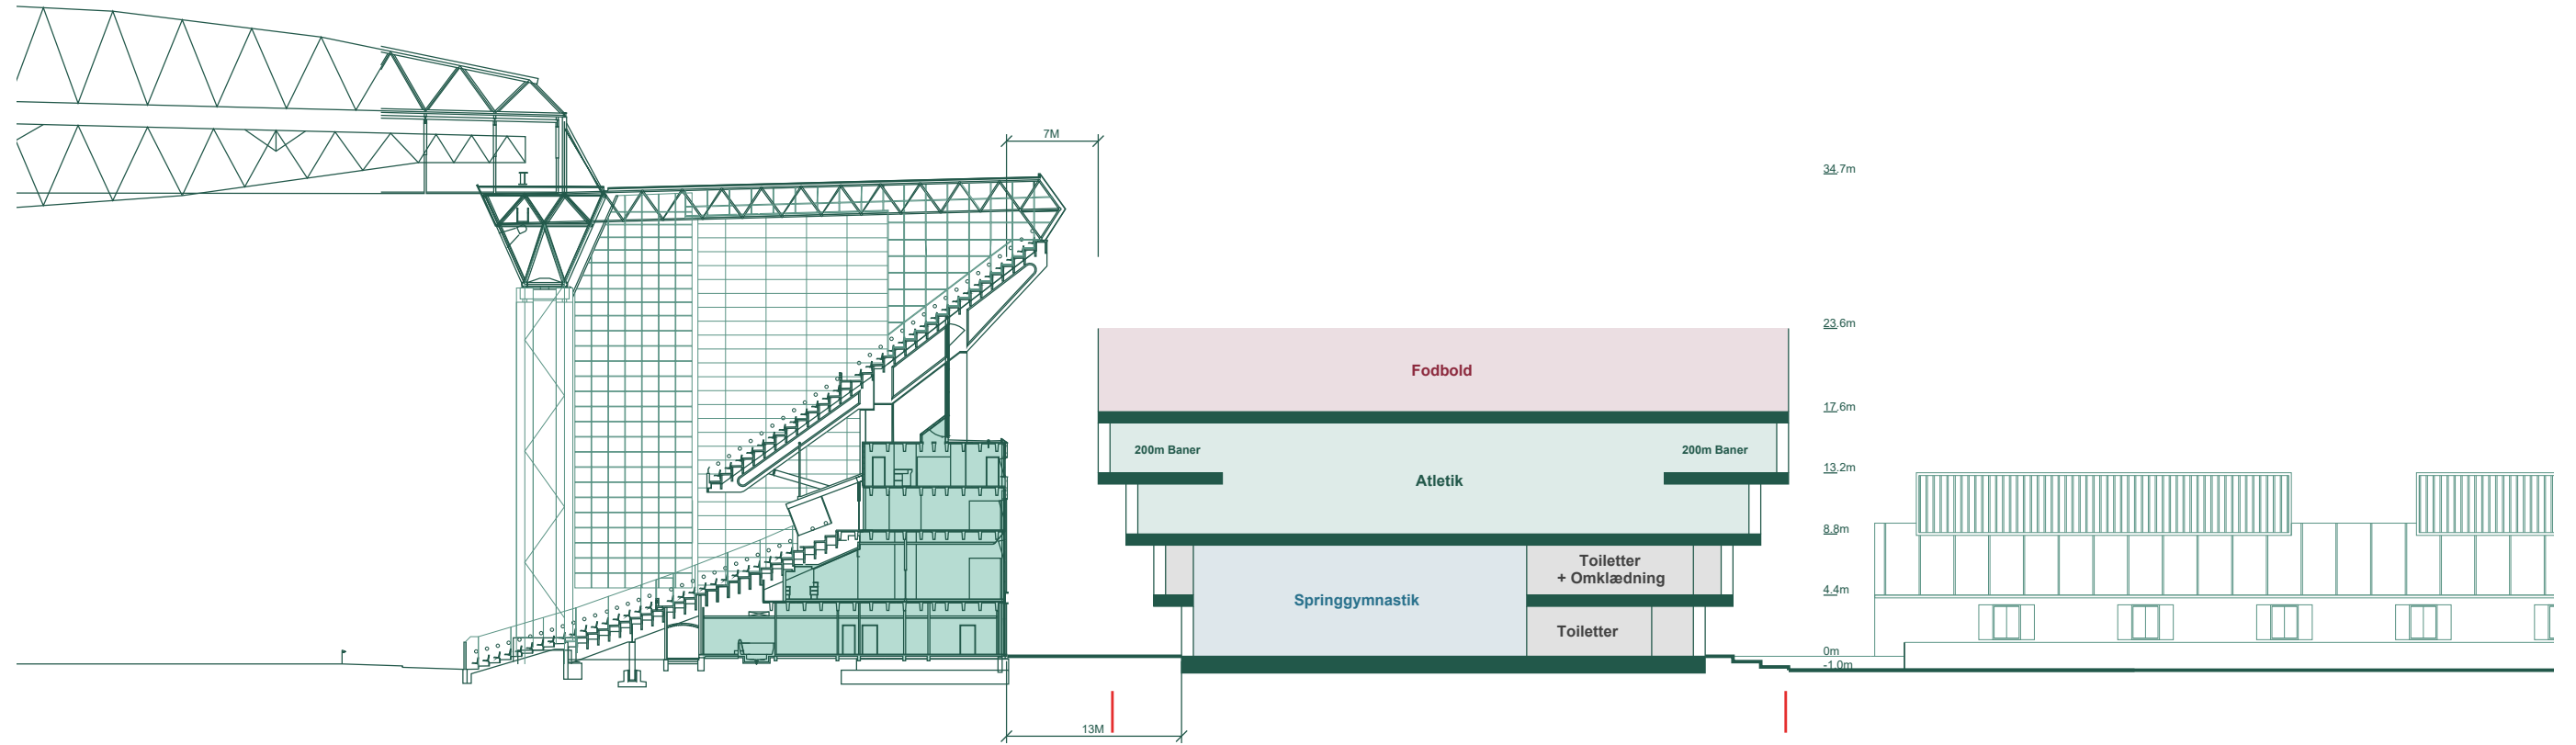 7M
34,7m
23,6m
Fodbold
17,6m
200m Baner
200m Baner
13,2m
Atletik
8,8m
Toiletter
+ Omklædning
4,4m
Springgymnastik
Toiletter
0m
-1,0m
13M